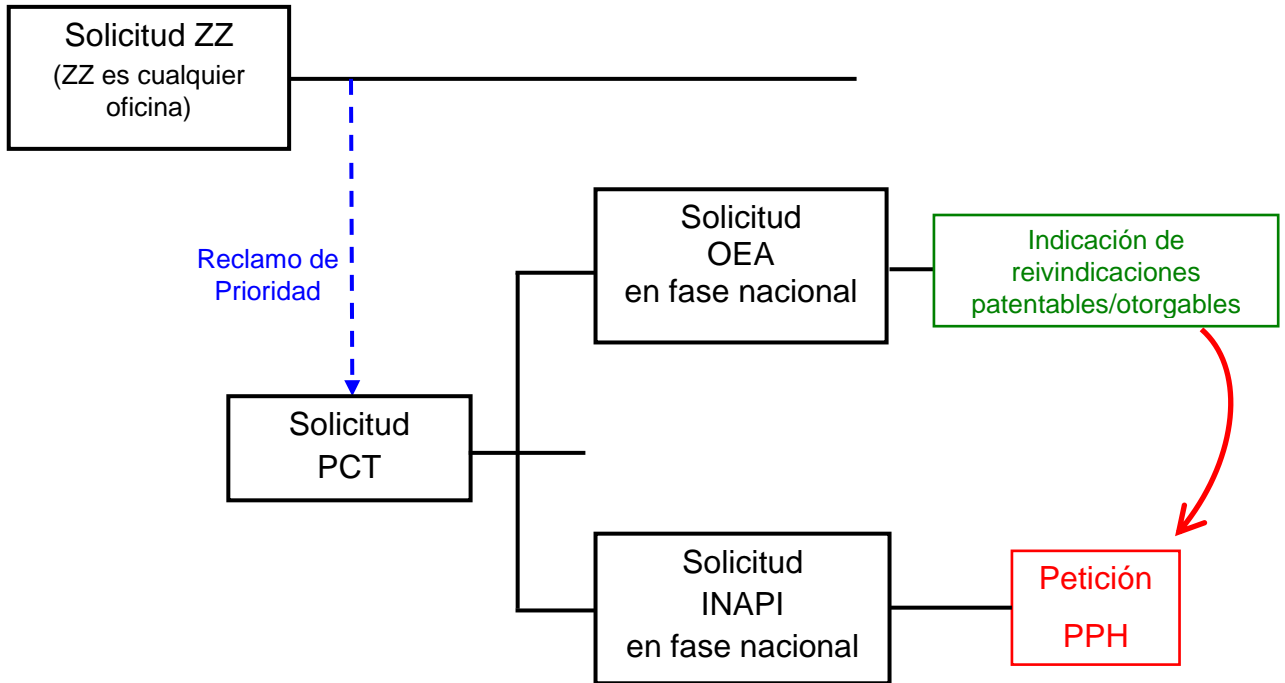 Solicitud ZZ
(ZZ es cualquier
oficina)
Reclamo de
Prioridad
Solicitud
OEA
en fase nacional
Indicación de
reivindicaciones
patentables/otorgables
Solicitud
PCT
Solicitud
INAPI
en fase nacional
Petición
PPH